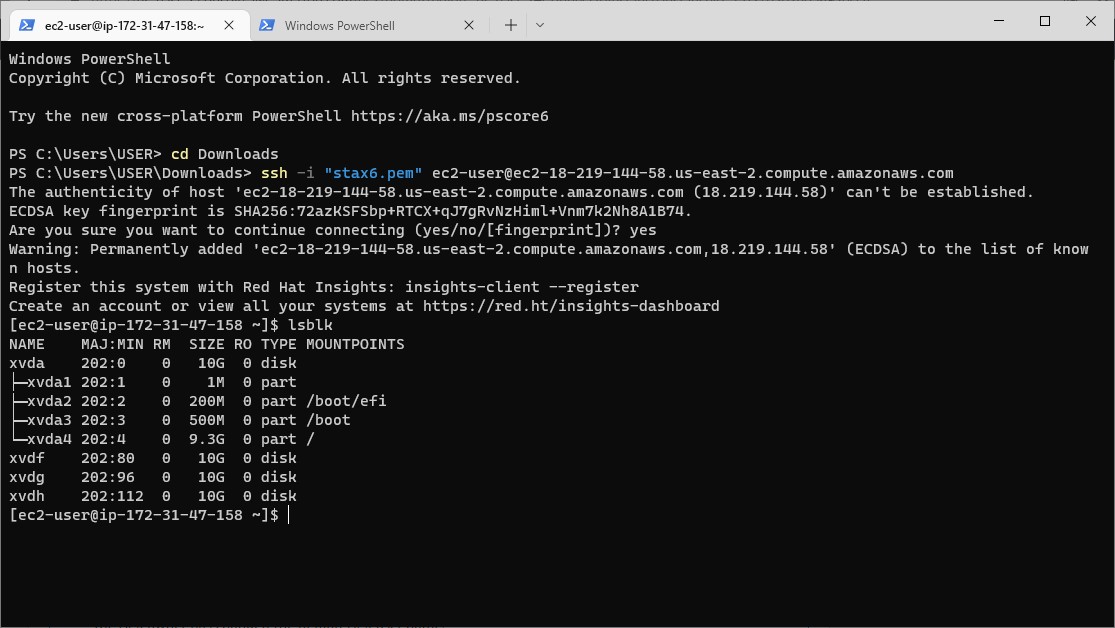 ec2-user@ip-172-31-47-158:~
Windows PowerShell
Windows PowerShell
Copyright (C) Microsoft Corporation. All rights reserved.
Try the new cross-platform PowerShell https://aka.ms/pscore6
PS C:\Users\USER> cd Downloads
PS C:\Users\USER\Downloads> ssh -i "stax6.pem" ec2-user@ec2-18-219-144-58.us-east-2.compute.amazonaws.com
The authenticity of host 'ec2-18-219-144-58.us-east-2.compute.amazonaws.com (18.219.144.58)' can't be established.
ECDSA key fingerprint is SHA256:72azKSFSbp+RTCX+qJ7gRvNzHiml+Vnm7k2Nh8A1B74.
Are you sure you want to continue connecting (yes/no/[fingerprint])? yes
Warning: Permanently added 'ec2-18-219-144-58.us-east-2.compute.amazonaws.com,18.219.144.58' (ECDSA) to the list of know
n hosts.
Register this system with Red Hat Insights: insights-client --register
Create an account or view all your systems at https://red.ht/insights-dashboard
[ec2-user@ip-172-31-47-158 ~]$ lsblk
NAME    MAJ:MIN RM  SIZE RO TYPE MOUNTPOINTS
xvda    202:0    0   10G  0 disk
├─xvda1 202:1    0    1M  0 part
├─xvda2 202:2    0  200M  0 part /boot/efi
├─xvda3 202:3    0  500M  0 part /boot
└─xvda4 202:4    0  9.3G  0 part /
xvdf    202:80   0   10G  0 disk
xvdg    202:96   0   10G  0 disk
xvdh    202:112  0   10G  0 disk
[ec2-user@ip-172-31-47-158 ~]$